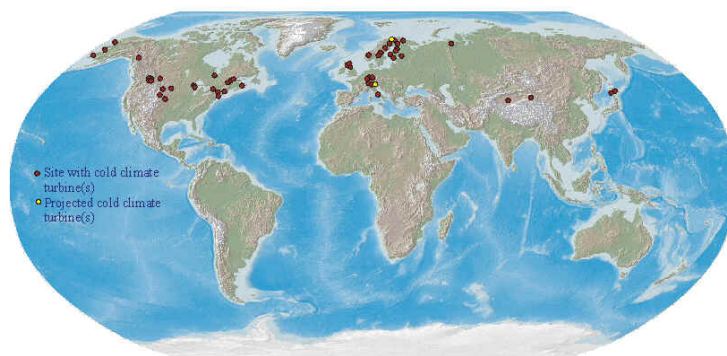 Site with cold climate
turbine(s)
Projected cold climate
turbine(s)